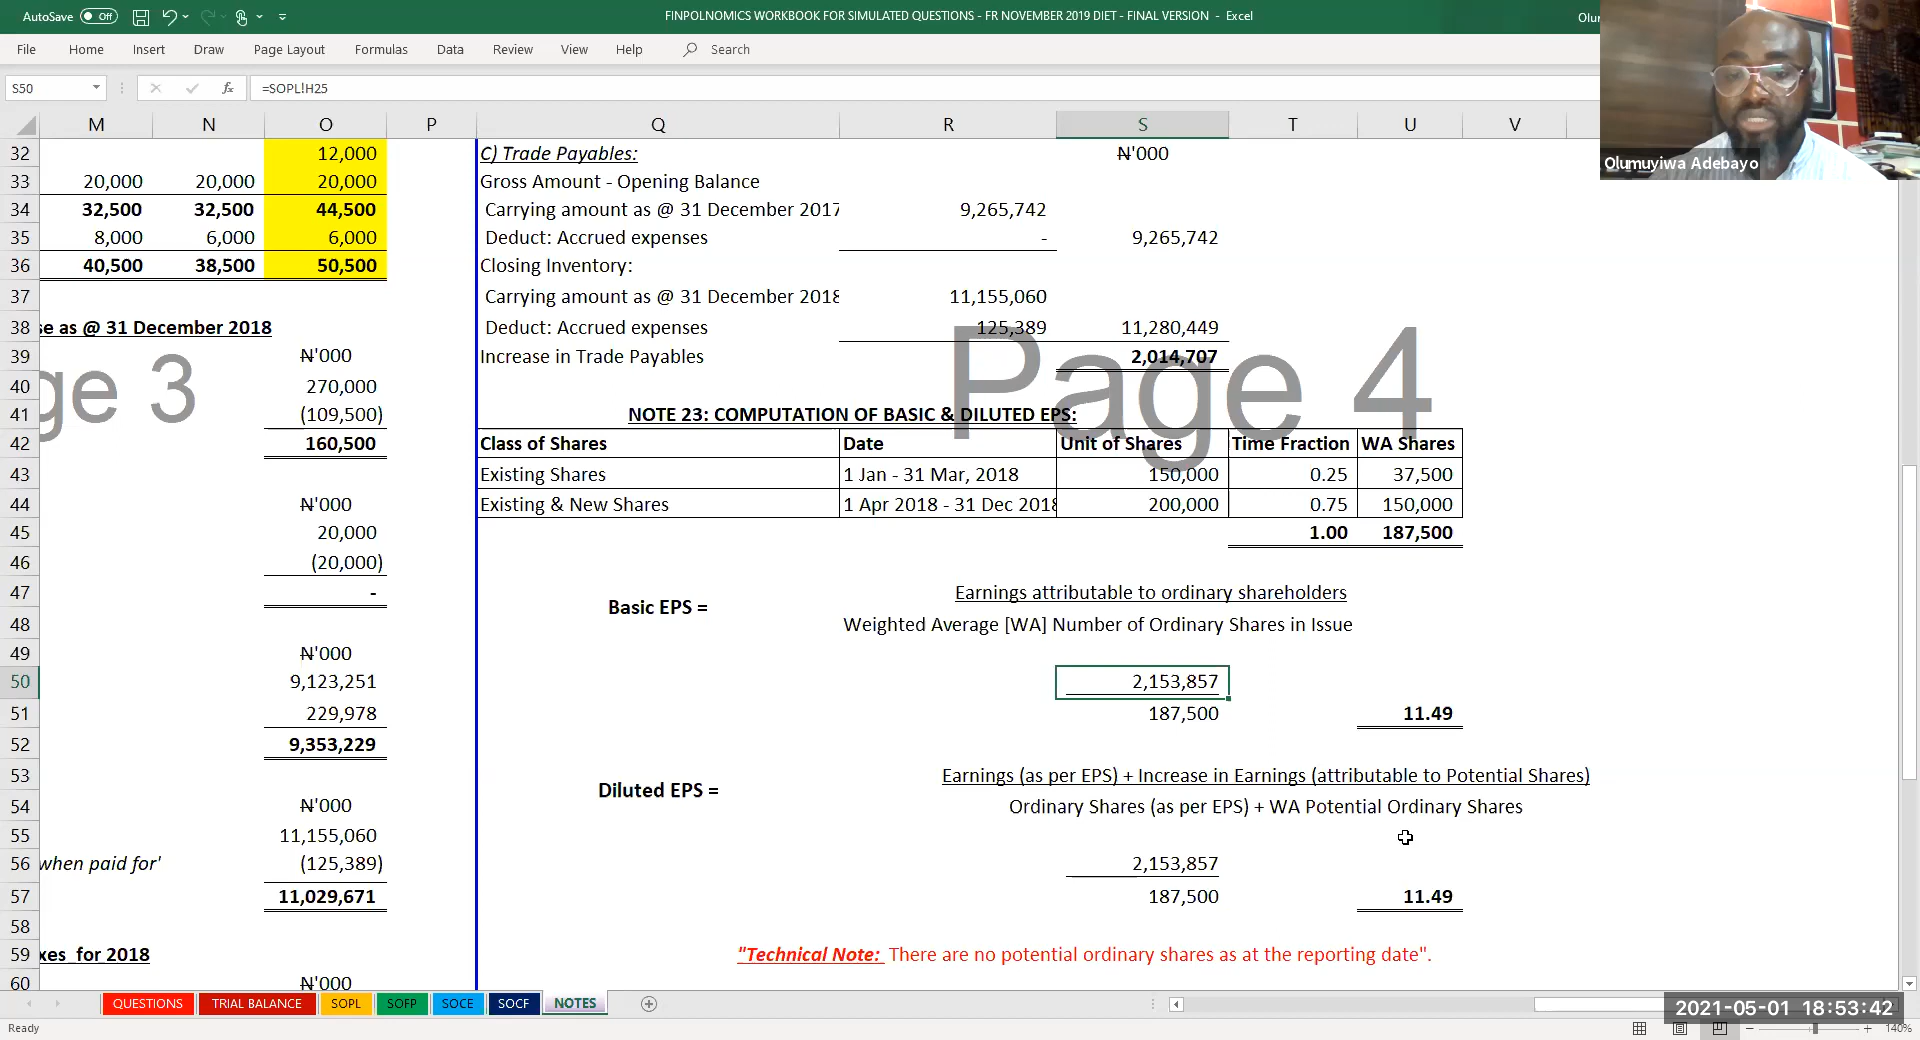 AutoSave Off
FINPOLNOMICS WORKBOOK FOR SIMULATED QUESTIONS - FR NOVEMBER 2019 DIET - FINAL VERSION - Excel
Olu
File Home Insert Draw Page Layout Formulas Data Review View Help Search
S50 fx =SOPL!H25
Olumuyiwa Adebayo
M N O P Q R S T U V
32 12,000 C) Trade Payables: ₦'000
33 20,000 20,000 20,000 Gross Amount - Opening Balance
34 32,500 32,500 44,500 Carrying amount as @ 31 December 2017 9,265,742
35 8,000 6,000 6,000 Deduct: Accrued expenses - 9,265,742
36 40,500 38,500 50,500 Closing Inventory:
37 Carrying amount as @ 31 December 2018 11,155,060
38 se as @ 31 December 2018 Deduct: Accrued expenses 125,389 11,280,449
39 ₦'000 Increase in Trade Payables 2,014,707
ge 3 Page 4
40 270,000
41 (109,500) NOTE 23: COMPUTATION OF BASIC & DILUTED EPS:
42 160,500 Class of Shares Date Unit of Shares Time Fraction WA Shares
43 Existing Shares 1 Jan - 31 Mar, 2018 150,000 0.25 37,500
44 ₦'000 Existing & New Shares 1 Apr 2018 - 31 Dec 2018 200,000 0.75 150,000
45 20,000 1.00 187,500
46 (20,000)
47 - Basic EPS = Earnings attributable to ordinary shareholders
48 Weighted Average [WA] Number of Ordinary Shares in Issue
49 ₦'000
50 9,123,251 2,153,857
51 229,978 187,500 11.49
52 9,353,229
53 Diluted EPS = Earnings (as per EPS) + Increase in Earnings (attributable to Potential Shares)
54 ₦'000 Ordinary Shares (as per EPS) + WA Potential Ordinary Shares
55 11,155,060
56 when paid for' (125,389) 2,153,857
57 11,029,671 187,500 11.49
58
59 xes for 2018 "Technical Note: There are no potential ordinary shares as at the reporting date".
60 ₦'000
QUESTIONS TRIAL BALANCE SOPL SOFP SOCE SOCF NOTES
2021-05-01 18:53:42
Ready 140%